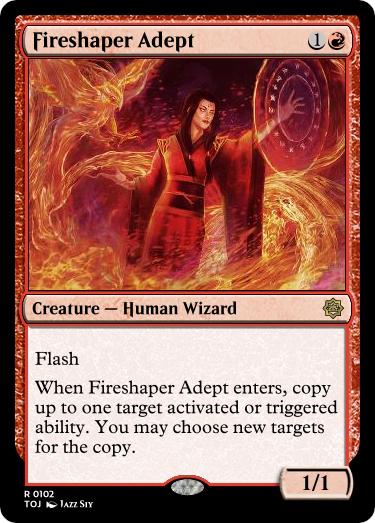 Fireshaper Adept 1
Creature — Human Wizard
Flash
When Fireshaper Adept enters, copy
up to one target activated or triggered
ability. You may choose new targets
for the copy.
1/1
R 0102
TOJ Jazz Siy